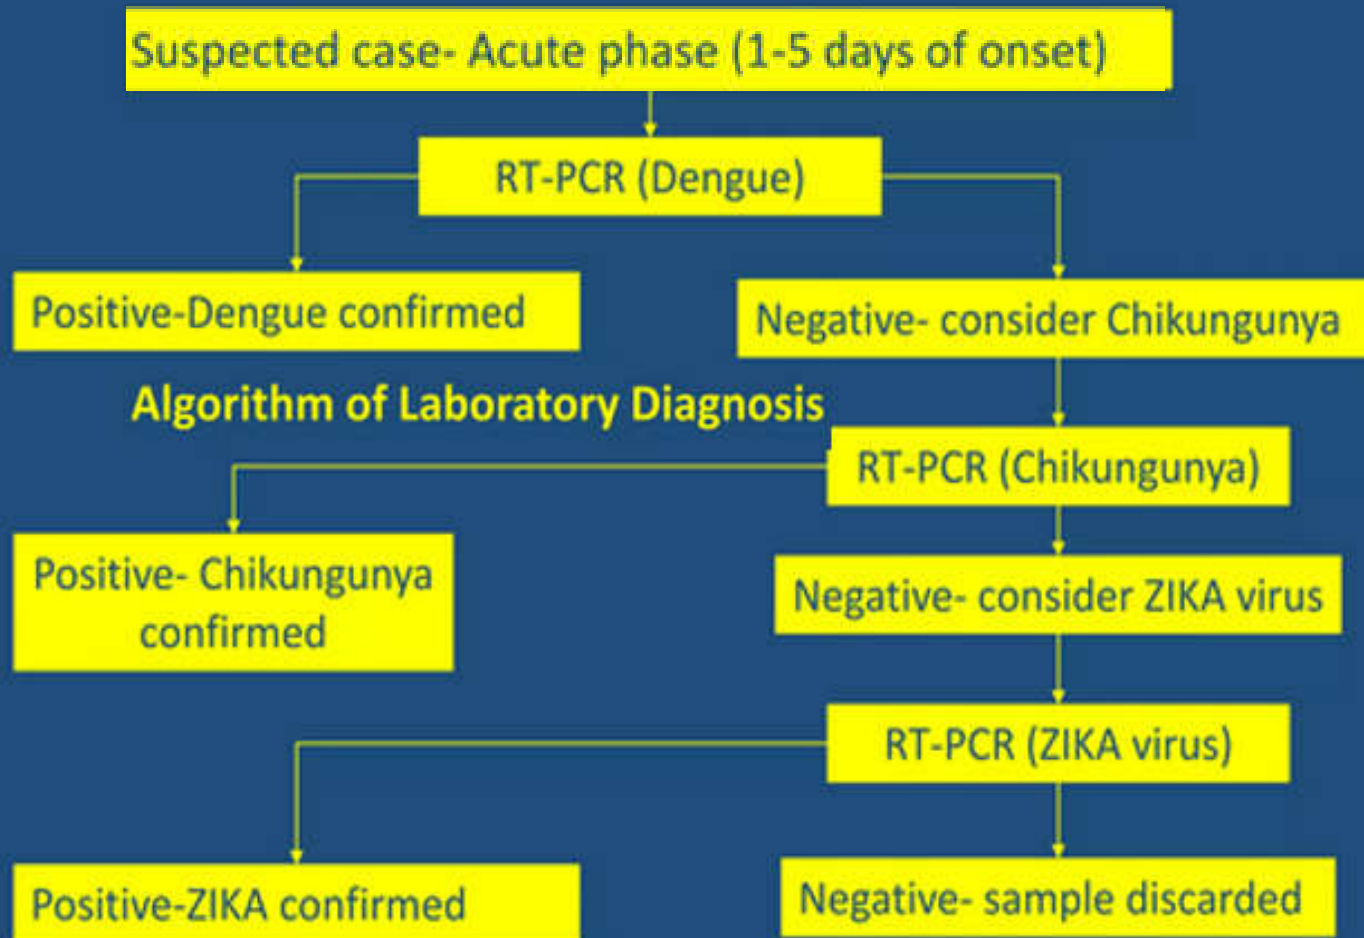 Suspected case- Acute phase (1-5 days of onset)
RT-PCR (Dengue)
Positive-Dengue confirmed
Negative- consider Chikungunya
Algorithm of Laboratory Diagnosis
RT-PCR (Chikungunya)
Positive- Chikungunya
confirmed
Negative- consider ZIKA virus
RT-PCR (ZIKA virus)
Positive-ZIKA confirmed
Negative- sample discarded